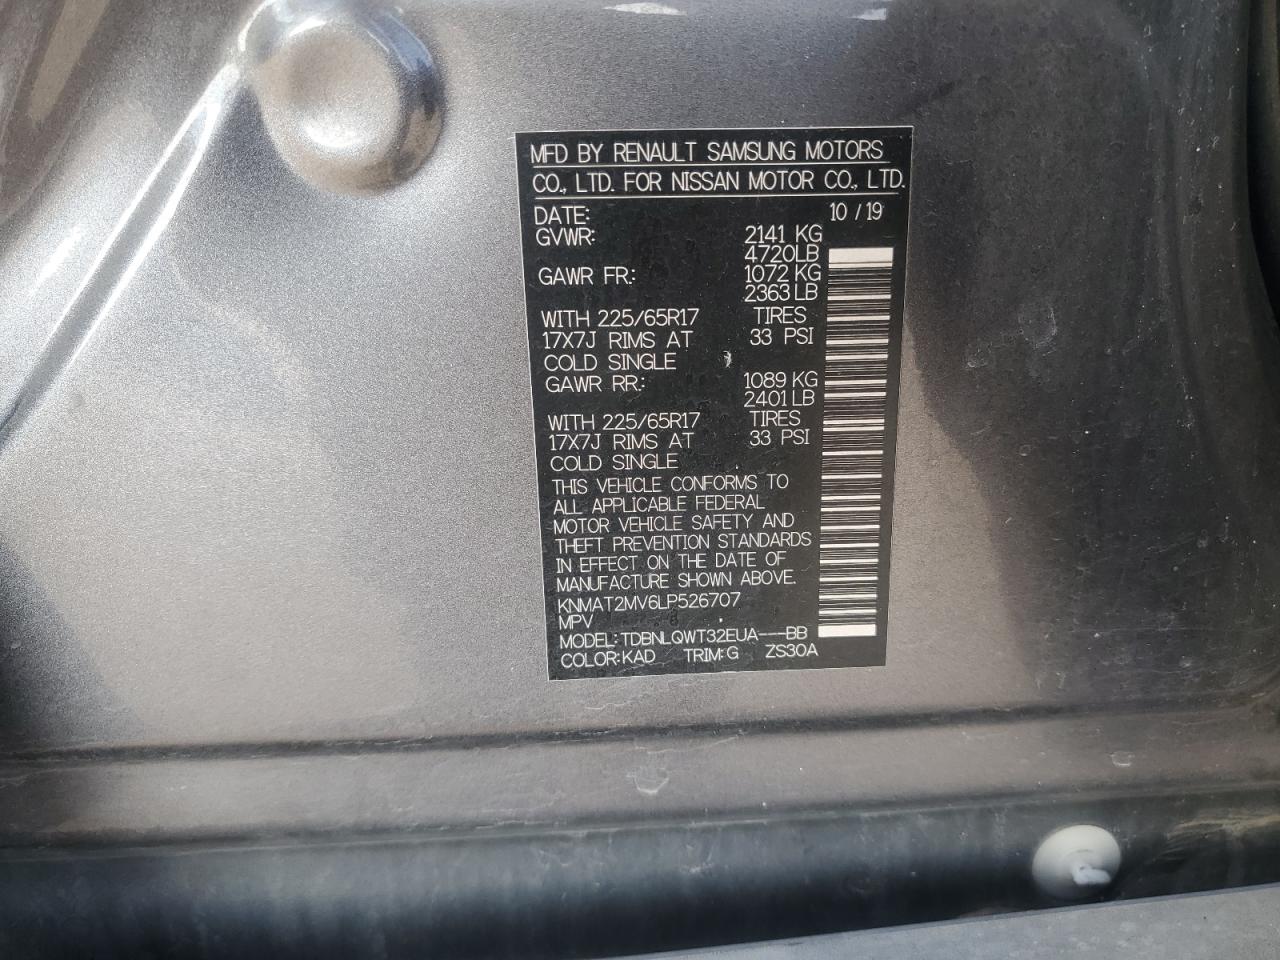 MFD BY RENAULT SAMSUNG MOTORS
CO., LTD. FOR NISSAN MOTOR CO., LTD.
DATE: 10 / 19
GVWR: 2141 KG
4720LB
GAWR FR: 1072 KG
2363 LB
WITH 225/65R17 TIRES
17X7J RIMS AT 33 PSI
COLD SINGLE
GAWR RR: 1089 KG
2401 LB
WITH 225/65R17 TIRES
17X7J RIMS AT 33 PSI
COLD SINGLE
THIS VEHICLE CONFORMS TO
ALL APPLICABLE FEDERAL
MOTOR VEHICLE SAFETY AND
THEFT PREVENTION STANDARDS
IN EFFECT ON THE DATE OF
MANUFACTURE SHOWN ABOVE.
KNMAT2MV6LP526707
MPV
MODEL: TDBNLQWT32EUA---BB
COLOR: KAD TRIM:G ZS30A